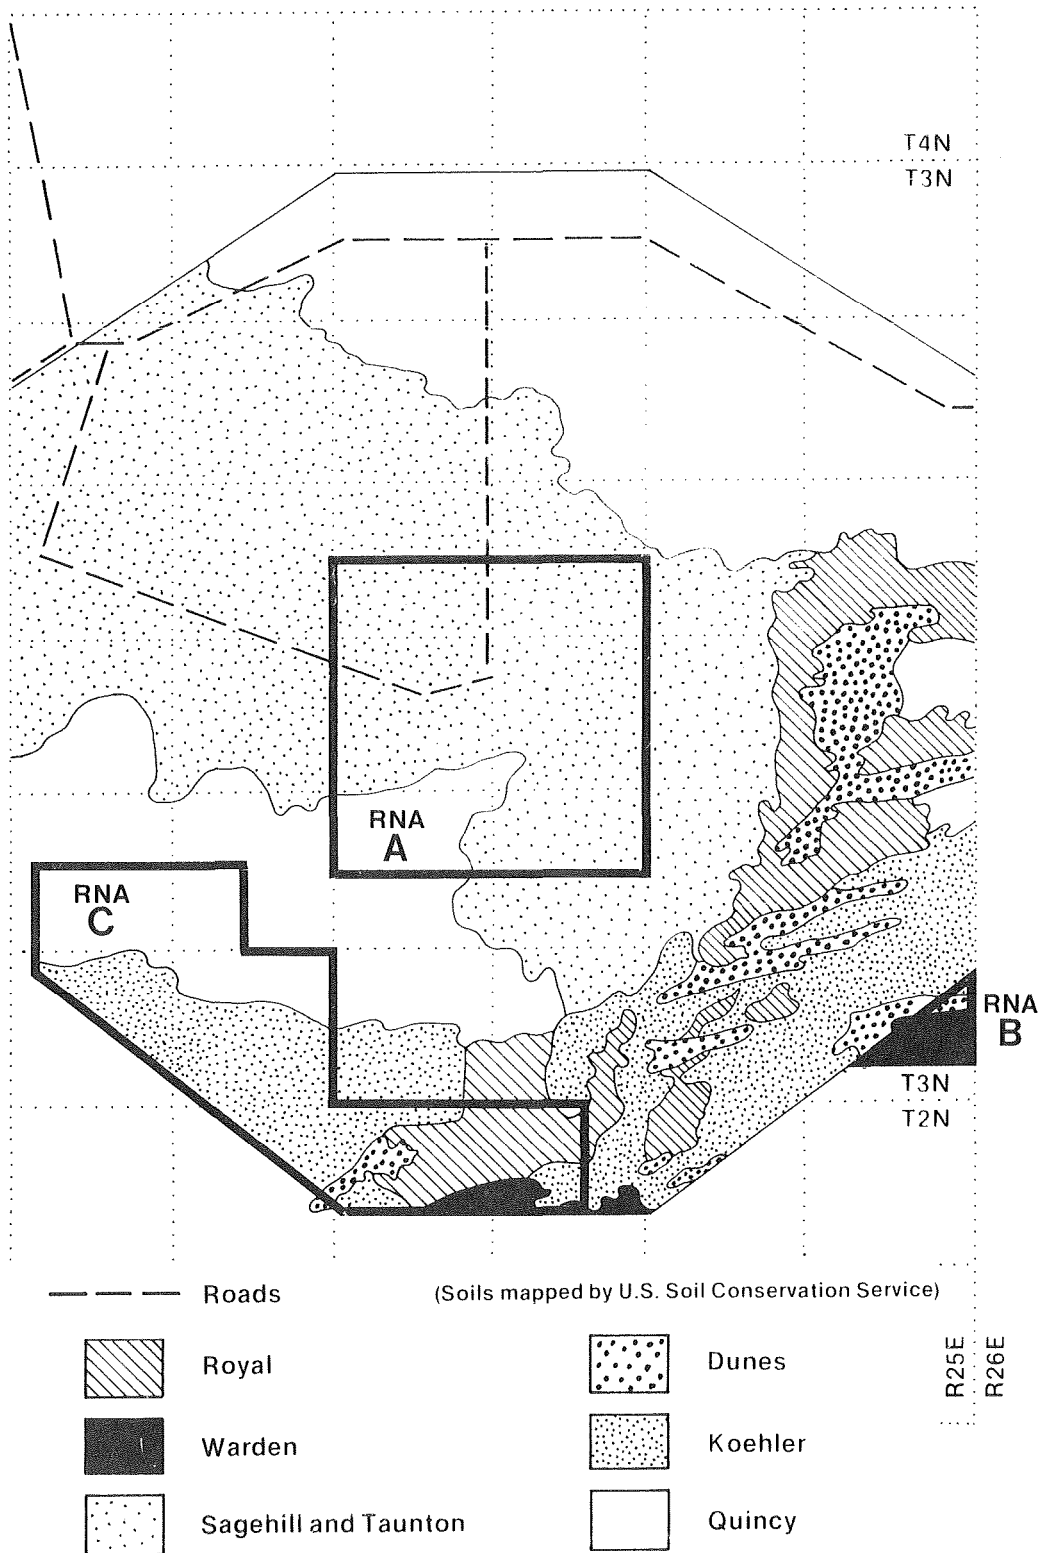 T4N
T3N
RNA
A
RNA
C
RNA
B
T3N
T2N
Roads
(Soils mapped by U.S. Soil Conservation Service)
Royal
Dunes
R25E
R26E
Warden
Koehler
Sagehill and Taunton
Quincy